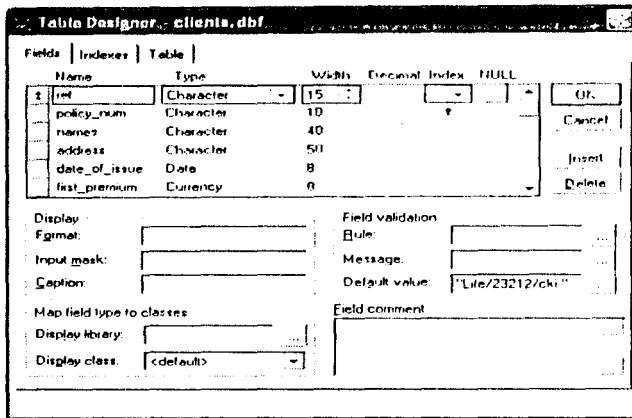 Table Designer - clients.dbf
Fields Indexes Table
Name Type Width Decimal Index NULL
ref Character 15
policy_num Character 10
names Character 40
address Character 50
date_of_issue Date 8
first_premium Currency 8
OK
Cancel
Insert
Delete
Display
Format:
Input mask:
Caption:
Field validation
Rule:
Message:
Default value: "Life/23212/cki "
Map field type to classes
Display library:
Display class: <default>
Field comment